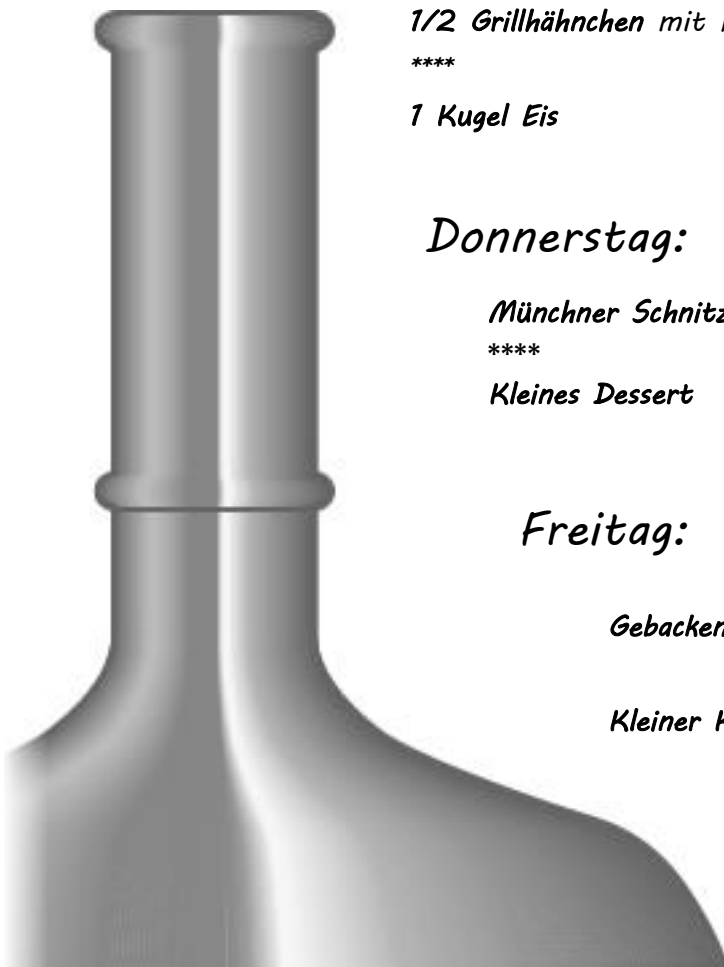 1/2 Grillhähnchen mit
****
1 Kugel Eis
Donnerstag:
Münchner
****
Kleines Dessert
Freitag:
Kleiner